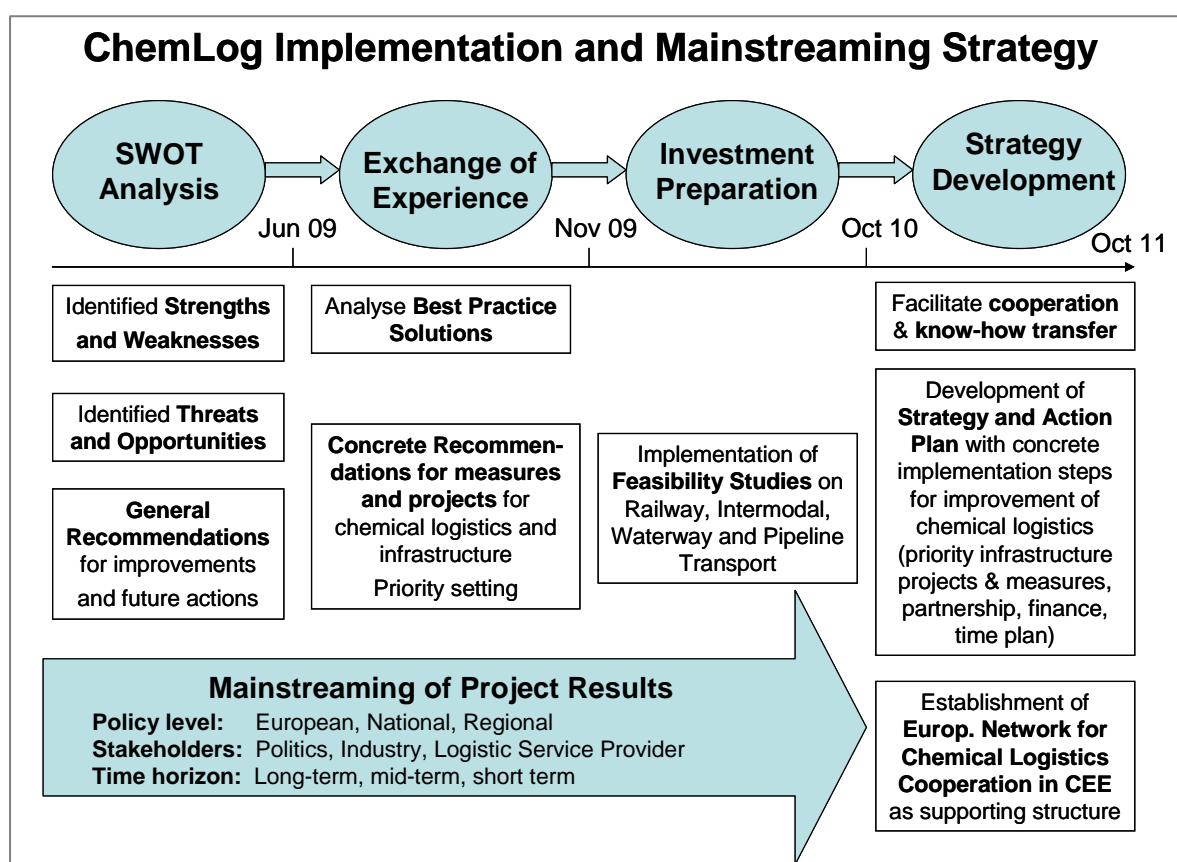 ChemLog Implementation and Mainstreaming Strategy
SWOT
Analysis
Exchange of
Experience
Investment
Preparation
Strategy
Development
Jun 09
Nov 09
Oct 10
Oct 11
Identified Strengths
and Weaknesses
Identified Threats
and Opportunities
General
Recommendations
for improvements
and future actions
Analyse Best Practice
Solutions
Concrete Recommen-
dations for measures
and projects for
chemical logistics and
infrastructure
Priority setting
Implementation of
Feasibility Studies on
Railway, Intermodal,
Waterway and Pipeline
Transport
Facilitate cooperation
& know-how transfer
Development of
Strategy and Action
Plan with concrete
implementation steps
for improvement of
chemical logistics
(priority infrastructure
projects & measures,
partnership, finance,
time plan)
Establishment of
Europ. Network for
Chemical Logistics
Cooperation in CEE
as supporting structure
Mainstreaming of Project Results
Policy level: European, National, Regional
Stakeholders: Politics, Industry, Logistic Service Provider
Time horizon: Long-term, mid-term, short term